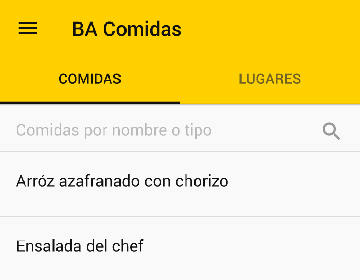 BA Comidas
COMIDAS LUGARES
Comidas por nombre o tipo
Arróz azafranado con chorizo
Ensalada del chef